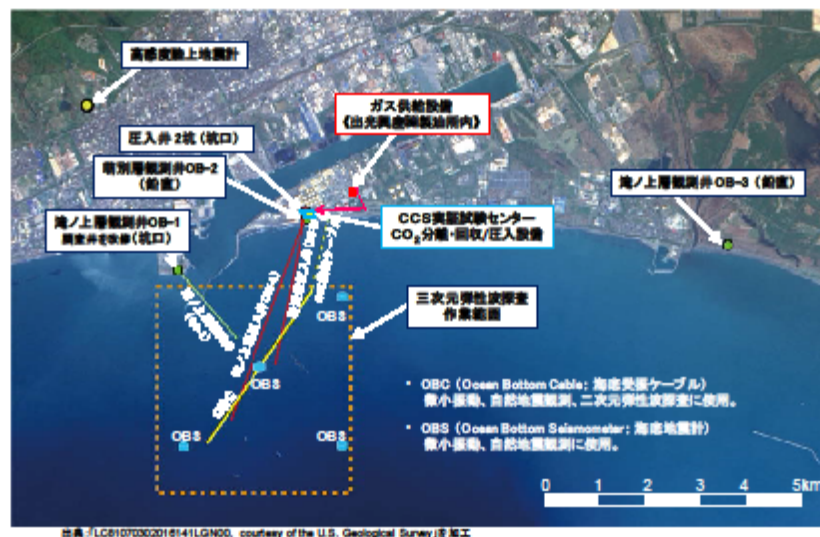 高感度陸上地震計
ガス供給設備
《出光興産㈱製油所内》
圧入井2坑(坑口)
萌別層観測井OB-2
(鉛直)
滝ノ上層観測井OB-3(鉛直)
滝ノ上層観測井OB-1
調査井を改修(坑口)
CCS実証試験センター
CO₂分離・回収/圧入設備
三次元弾性波探査
作業範囲
OBS
OBS
OBS
OBS
・ OBC(Ocean Bottom Cable:海底受振ケーブル)
微小振動、自然地震観測、二次元弾性波探査に使用。
・ OBS(Ocean Bottom Seismometer:海底地震計)
微小振動、自然地震観測に使用。
0 1 2 3 4 5km
出典:「LC81070302016141LGN00, courtesy of the U.S. Geological Survey」を加工